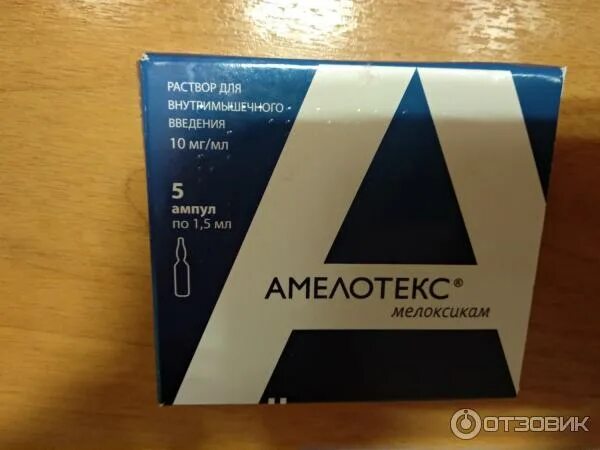 РАСТВОР ДЛЯ
ВНУТРИМЫШЕЧНОГО
ВВЕДЕНИЯ
10 мг/мл
5
ампул
по 1,5 мл
АМЕЛОТЕКС®
мелоксикам
ОТЗОВИК